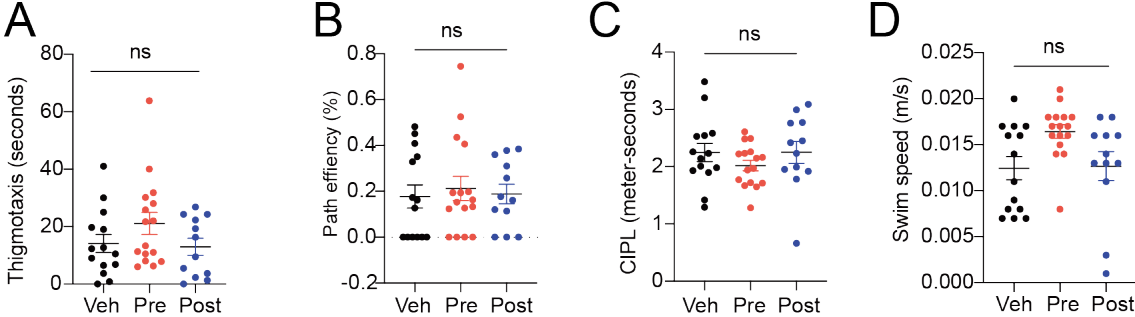 A
ns
Thigmotaxis (seconds)
80
60
40
20
0
Veh Pre Post
B
ns
Path effiency (%)
0.8
0.6
0.4
0.2
0.0
-0.2
Veh Pre Post
C
ns
CIPL (meter-seconds)
4
3
2
1
0
Veh Pre Post
D
ns
Swim speed (m/s)
0.025
0.020
0.015
0.010
0.005
0.000
Veh Pre Post